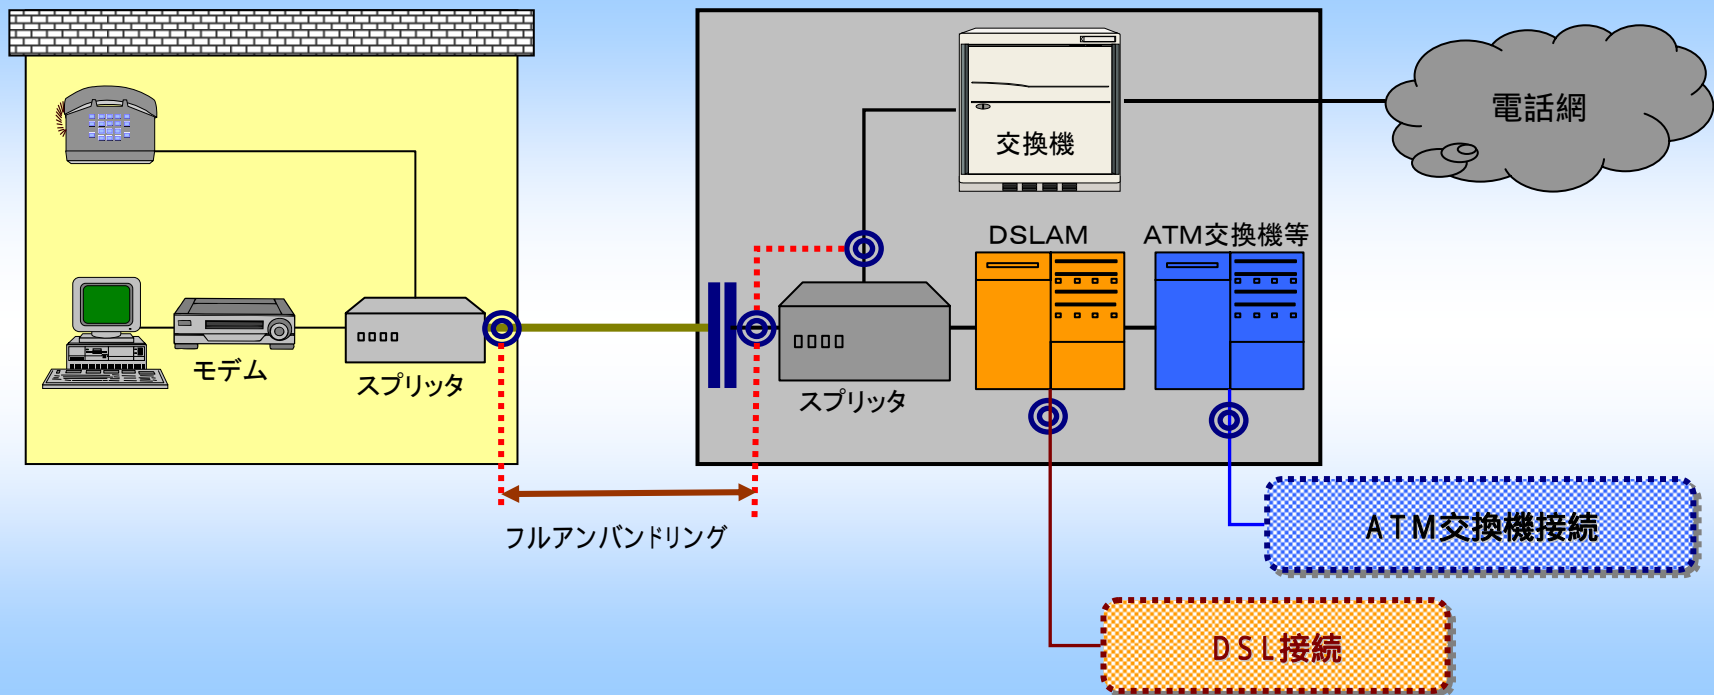 電話網
交換機
DSLAM
ATM交換機等
モデム
スプリッタ
スプリッタ
フルアンバンドリング
ATM交換機接続
DSL接続